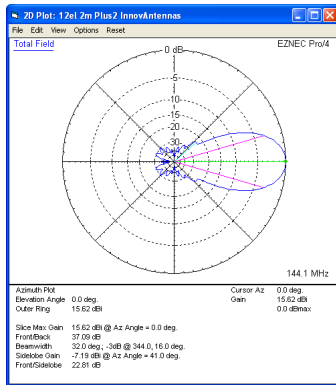 2D Plot: 12el 2m Plus2 InnovAntennas
File Edit View Options Reset
Total Field
EZNEC Pro/4
0 dB
-5
-10
-15
-20
-30
144.1 MHz
Azimuth Plot
Elevation Angle 0.0 deg.
Outer Ring 15.62 dBi
Cursor Az 0.0 deg.
Gain 15.62 dBi
0.0 dBmax
Slice Max Gain 15.62 dBi @ Az Angle = 0.0 deg.
Front/Back 37.09 dB
Beamwidth 32.0 deg.; -3dB @ 344.0, 16.0 deg.
Sidelobe Gain -7.19 dBi @ Az Angle = 41.0 deg.
Front/Sidelobe 22.81 dB